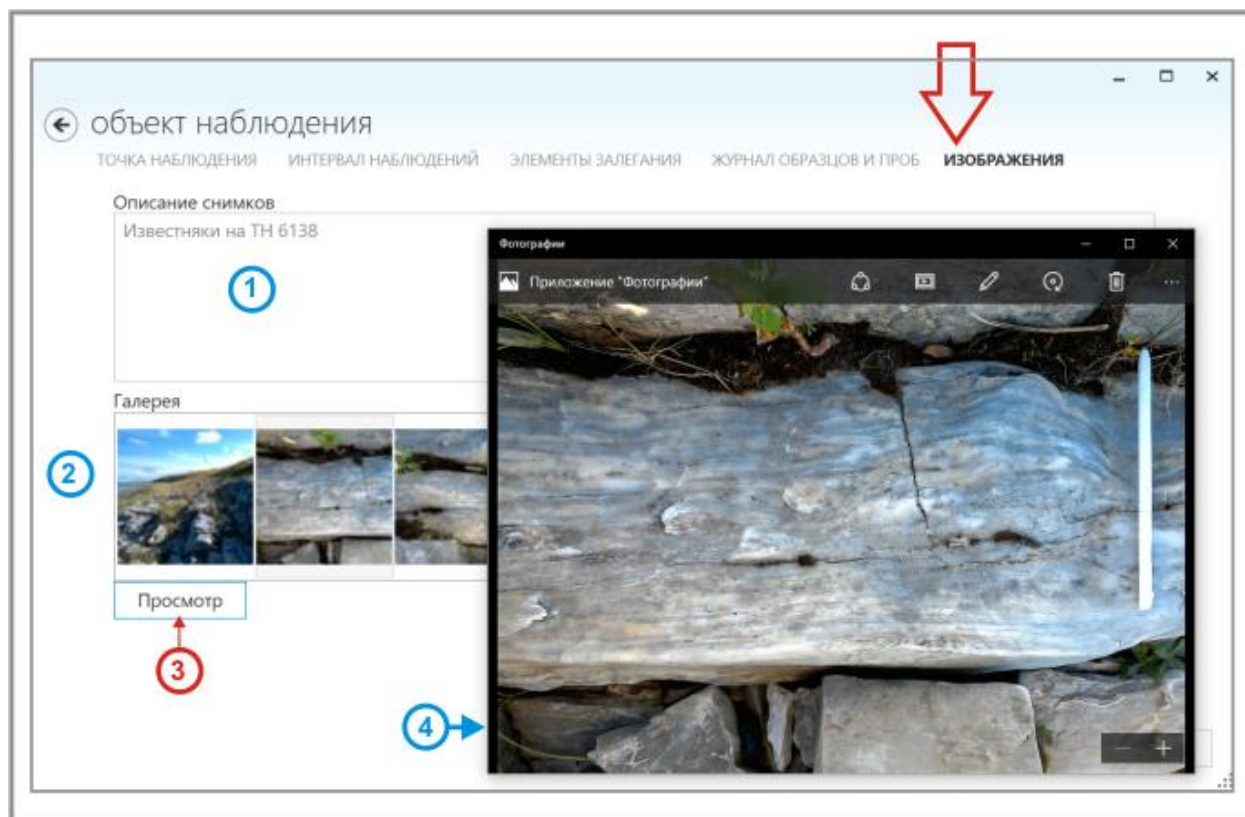 объект наблюдения
ТОЧКА НАБЛЮДЕНИЯ ИНТЕРВАЛ НАБЛЮДЕНИЙ ЭЛЕМЕНТЫ ЗАЛЕГАНИЯ ЖУРНАЛ ОБРАЗЦОВ И ПРОБ ИЗОБРАЖЕНИЯ
Описание снимков
Известняки на ТН 6138
1
Фотографии
Приложение "Фотографии"
Галерея
2
Просмотр
3
4